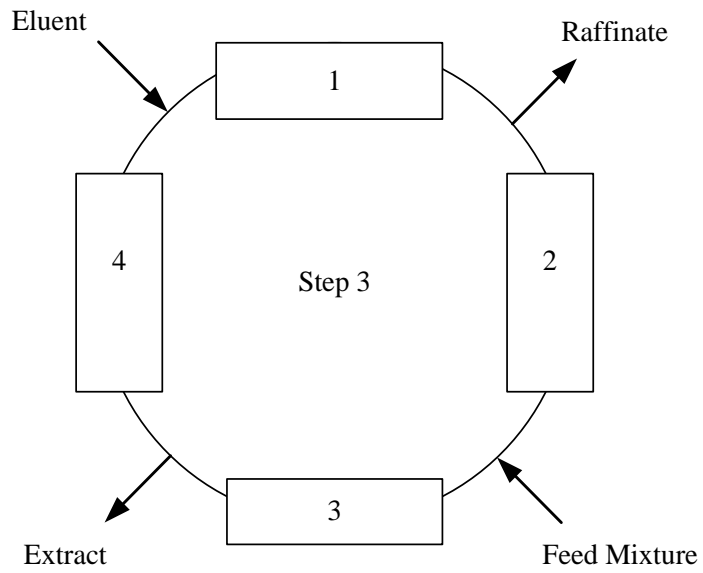 Eluent
Raffinate
1
4
2
Step 3
3
Extract
Feed Mixture